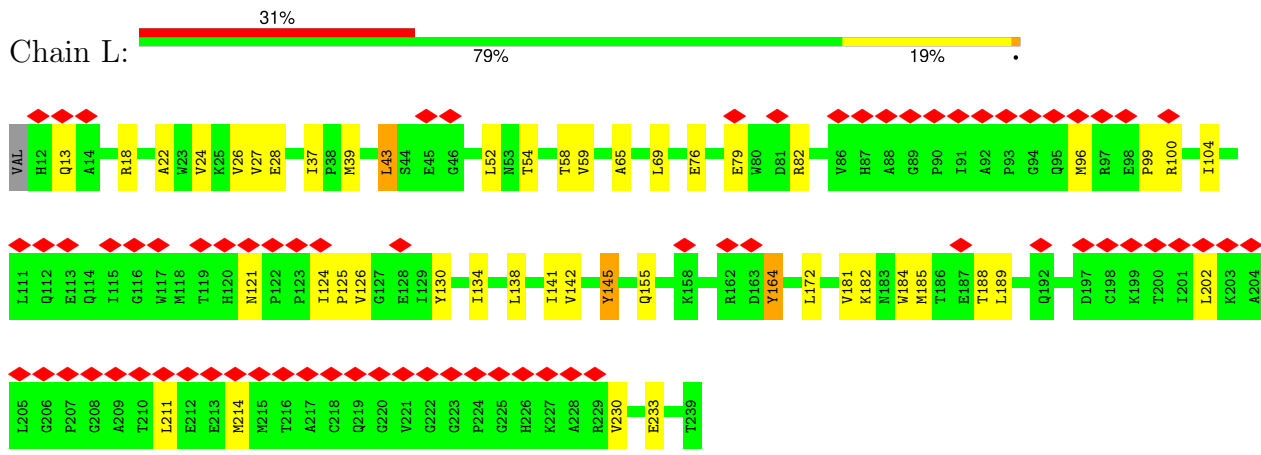 31%
Chain L:
79% 19% •
VAL H12 Q13 A14 R18 A22 W23 V24 K25 V26 V27 E28 I37 P38 M39 L43 S44 E45 G46 L52 N53 T54 T58 V59 A65 L69 E76 E79 W80 D81 R82 V86 H87 A88 G89 P90 I91 A92 P93 G94 Q95 M96 R97 E98 P99 R100 I104
L111 Q112 E113 Q114 I115 G116 W117 M118 T119 H120 N121 P122 P123 I124 P125 V126 G127 E128 I129 Y130 I134 L138 I141 V142 Y145 Q155 K158 R162 D163 Y164 L172 V181 K182 N183 W184 M185 T186 E187 T188 L189 Q192 D197 C198 K199 T200 I201 L202 K203 A204
L205 G206 P207 G208 A209 T210 L211 E212 E213 M214 M215 T216 A217 C218 Q219 G220 V221 G222 G223 P224 G225 H226 K227 A228 R229 V230 E233 T239